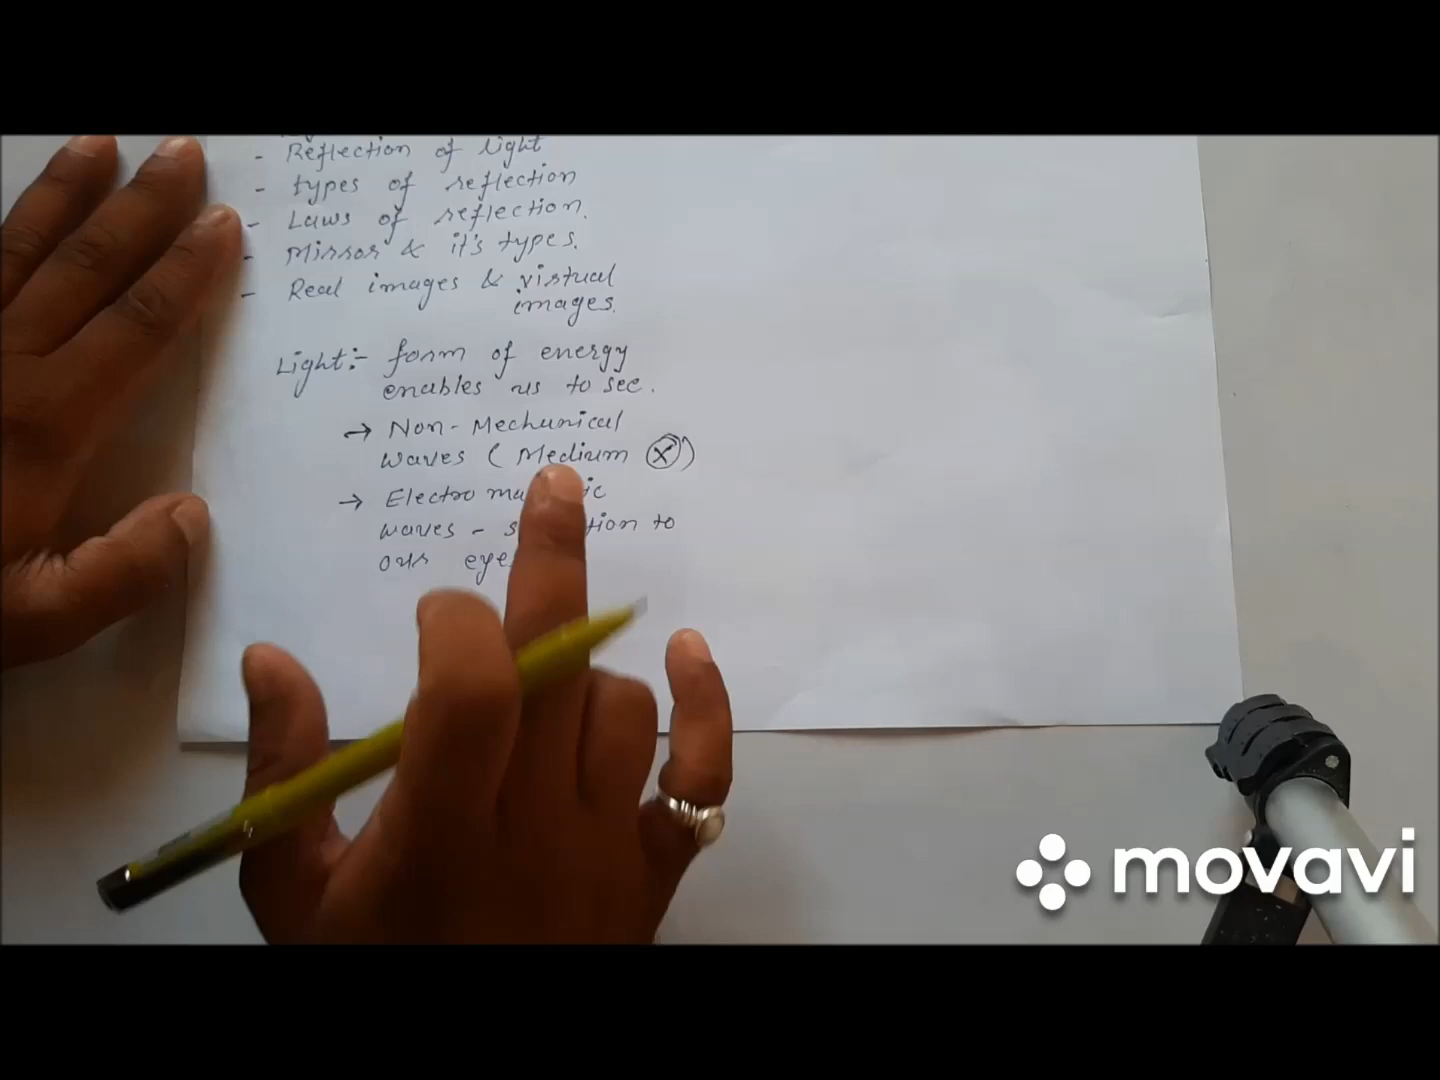 - Reflection of light
- types of reflection
- Laws of reflection.
- Mirror & it's types.
- Real images & virtual
images.
Light:- form of energy
enables us to see.
→ Non-Mechanical
waves (Medium X)
→ Electro
waves - to
our
movavi